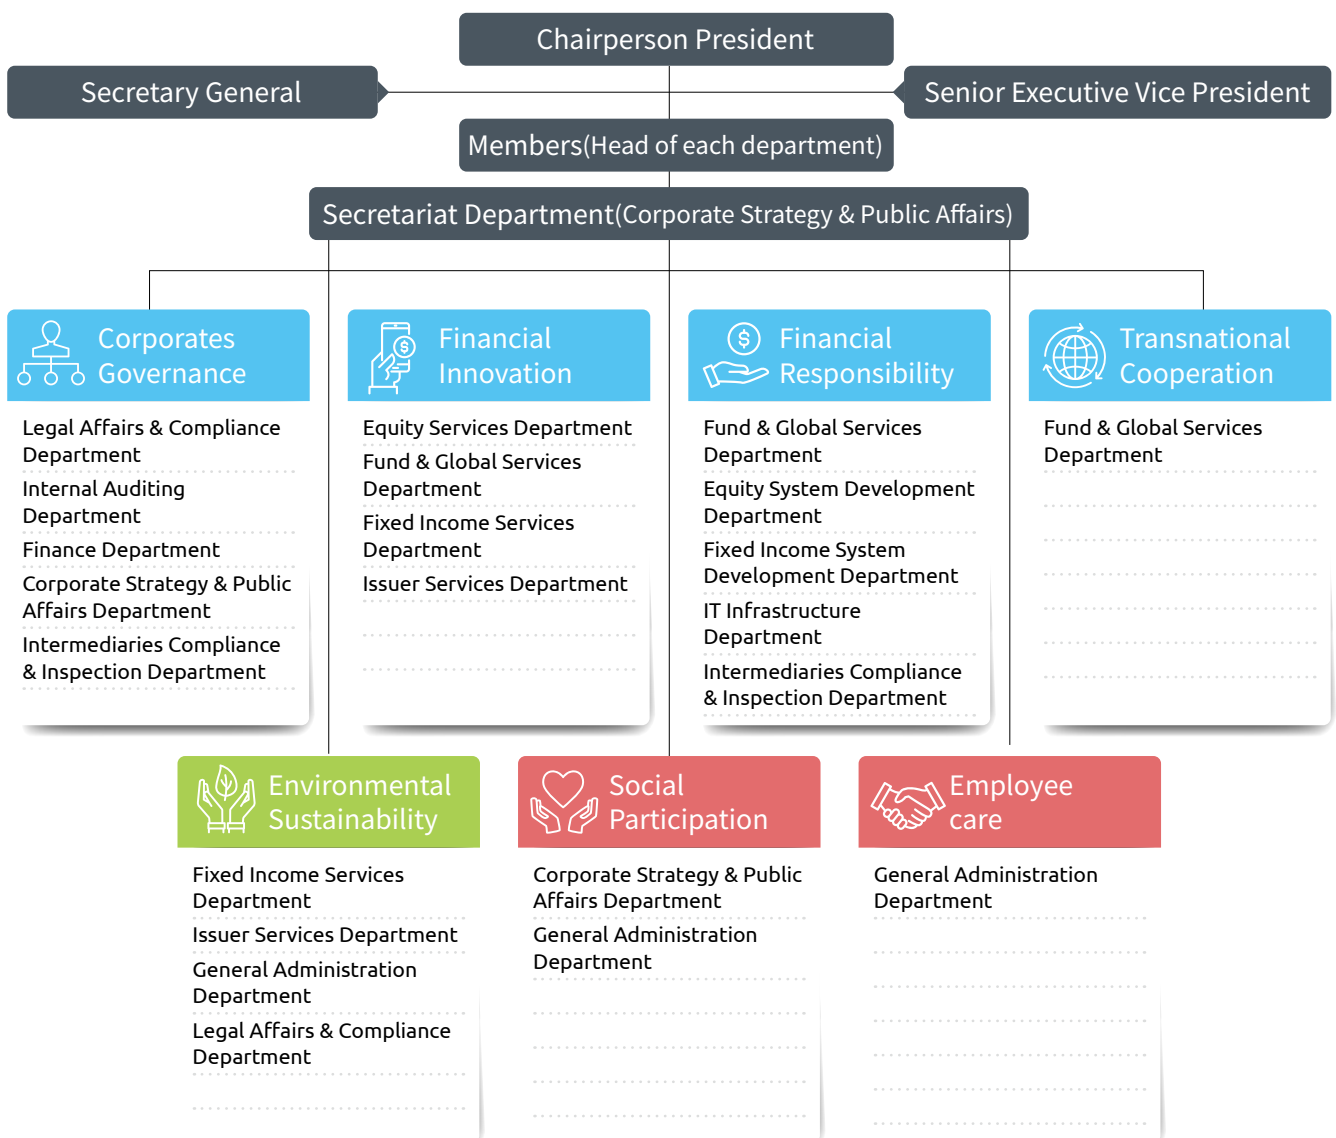 Chairperson President
Secretary General
Senior Executive Vice President
Members(Head of each department)
Secretariat Department(Corporate Strategy & Public Affairs)
Corporates
Governance
Legal Affairs & Compliance
Department
Internal Auditing
Department
Finance Department
Corporate Strategy & Public
Affairs Department
Intermediaries Compliance
& Inspection Department
Financial
Innovation
Equity Services Department
Fund & Global Services
Department
Fixed Income Services
Department
Issuer Services Department
Financial
Responsibility
Fund & Global Services
Department
Equity System Development
Department
Fixed Income System
Development Department
IT Infrastructure
Department
Intermediaries Compliance
& Inspection Department
Transnational
Cooperation
Fund & Global Services
Department
Environmental
Sustainability
Fixed Income Services
Department
Issuer Services Department
General Administration
Department
Legal Affairs & Compliance
Department
Social
Participation
Corporate Strategy & Public
Affairs Department
General Administration
Department
Employee
care
General Administration
Department